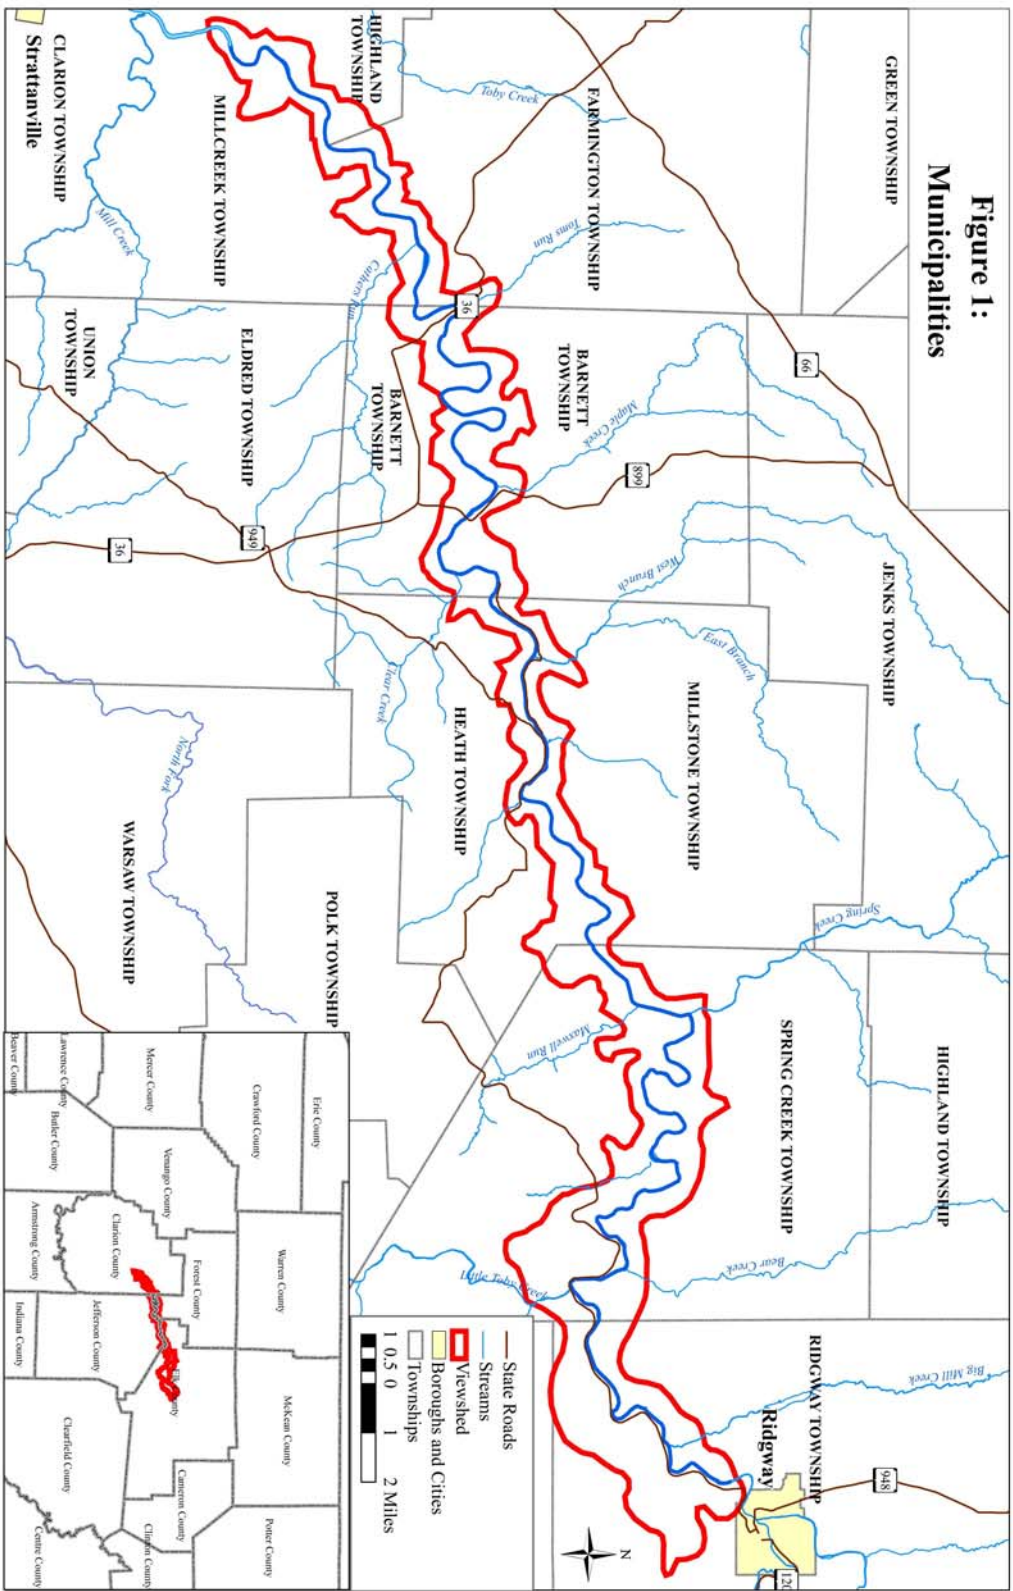 Figure 1:
Municipalities
GREEN TOWNSHIP
JENKS TOWNSHIP
HIGHLAND TOWNSHIP
66
948
Big Mill Creek
Spring Creek
RIDGWAY TOWNSHIP
Ridgway
120
FARMINGTON TOWNSHIP
Toby Creek
Toms Run
BARNETT
TOWNSHIP
Maple Creek
899
West Branch
East Branch
MILLSTONE TOWNSHIP
SPRING CREEK TOWNSHIP
Bear Creek
HIGHLAND
TOWNSHIP
36
BARNETT
TOWNSHIP
Cathers Run
Clear Creek
HEATH TOWNSHIP
Maxwell Run
Little Toby Creek
MILLCREEK TOWNSHIP
ELDRED TOWNSHIP
949
36
Mill Creek
UNION
TOWNSHIP
CLARION TOWNSHIP
Strattanville
North Fork
WARSAW TOWNSHIP
POLK TOWNSHIP
State Roads
Streams
Viewshed
Boroughs and Cities
Townships
1 0.5 0 1 2 Miles
N
Erie County
Crawford County
Warren County
McKean County
Potter County
Mercer County
Venango County
Forest County
Elk County
Cameron County
Clinton County
Lawrence County
Butler County
Clarion County
Jefferson County
Clearfield County
Centre County
Beaver County
Armstrong County
Indiana County